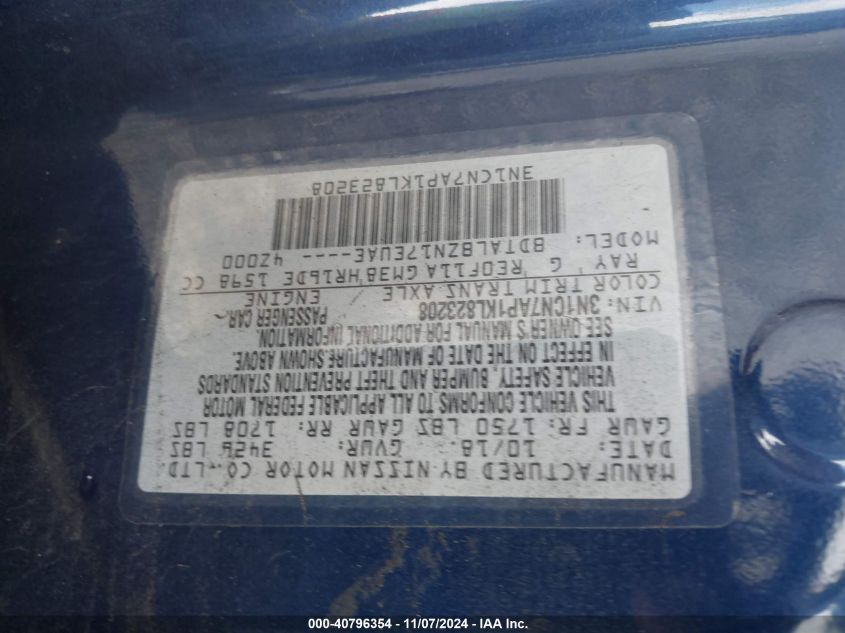 MANUFACTURED BY NISSAN MOTOR CO., LTD.
DATE: 10/18. GVWR: 3426 LBS
GAWR FR: 1750 LBS GAWR RR: 1708 LBS
THIS VEHICLE CONFORMS TO ALL APPLICABLE FEDERAL MOTOR
VEHICLE SAFETY, BUMPER AND THEFT PREVENTION STANDARDS
IN EFFECT ON THE DATE OF MANUFACTURE SHOWN ABOVE.
SEE OWNER'S MANUAL FOR ADDITIONAL INFORMATION.
VIN: 3N1CN7AP1KL823208 PASSENGER CAR.
COLOR TRIM TRANS AXLE ENGINE
RAY G RE0F11A GM38 HR16DE 1598 CC
MODEL: BDTALBZN17EUAE---- 4Z000
3N1CN7AP1KL823208
000-40796354 - 11/07/2024 - IAA Inc.